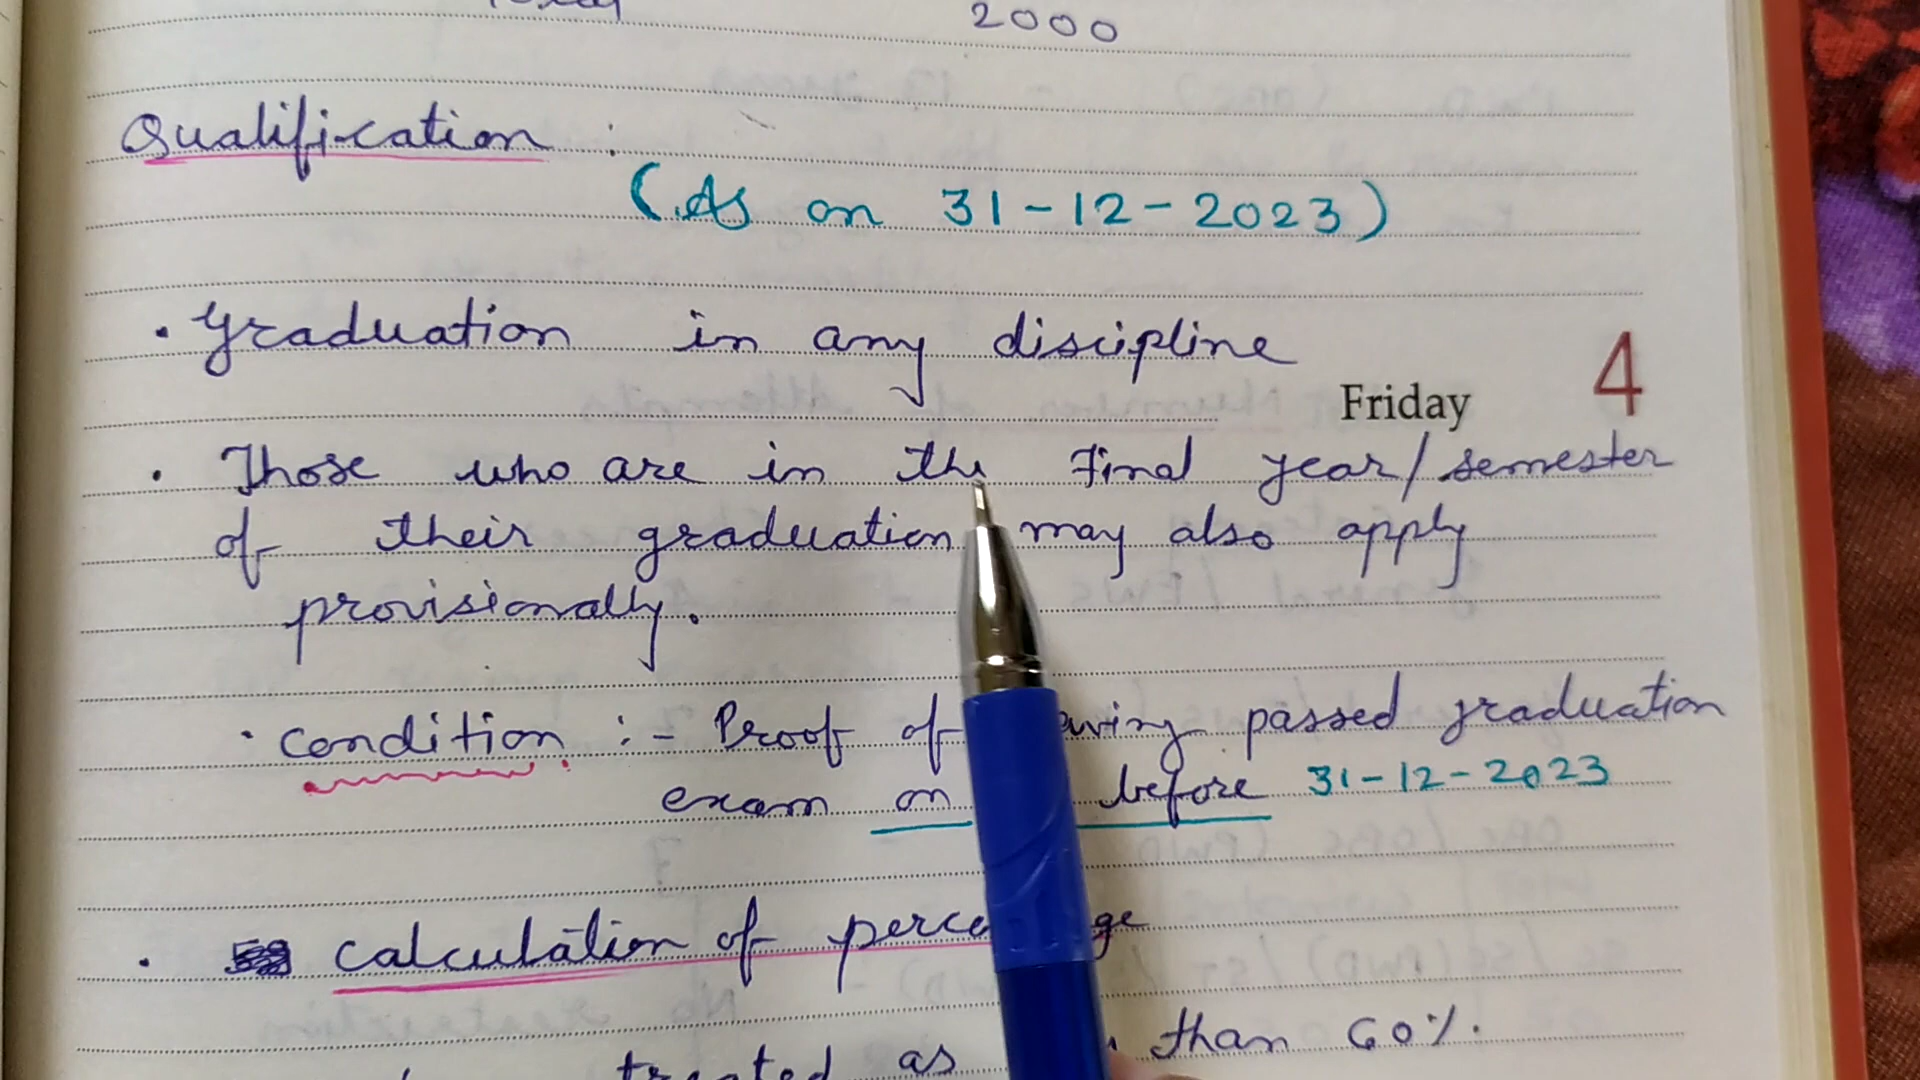 2000
Qualification :
(As on 31-12-2023)
. Graduation in any discipline
Friday 4
. Those who are in the final year/semester
of their graduation may also apply
provisionally.
. condition :- Proof of passed graduation
exam on before 31-12-2023
. calculation of
treated as than 60%.